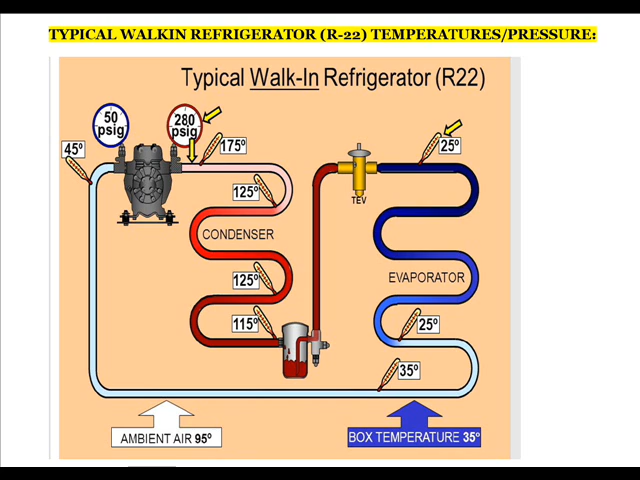 TYPICAL WALKIN REFRIGERATOR (R-22) TEMPERATURES/PRESSURE:
Typical Walk-In Refrigerator (R22)
50
psig
280
psig
45º
175º
25º
TEV
125º
CONDENSER
125º
EVAPORATOR
115º
25º
35º
AMBIENT AIR 95º
BOX TEMPERATURE 35º